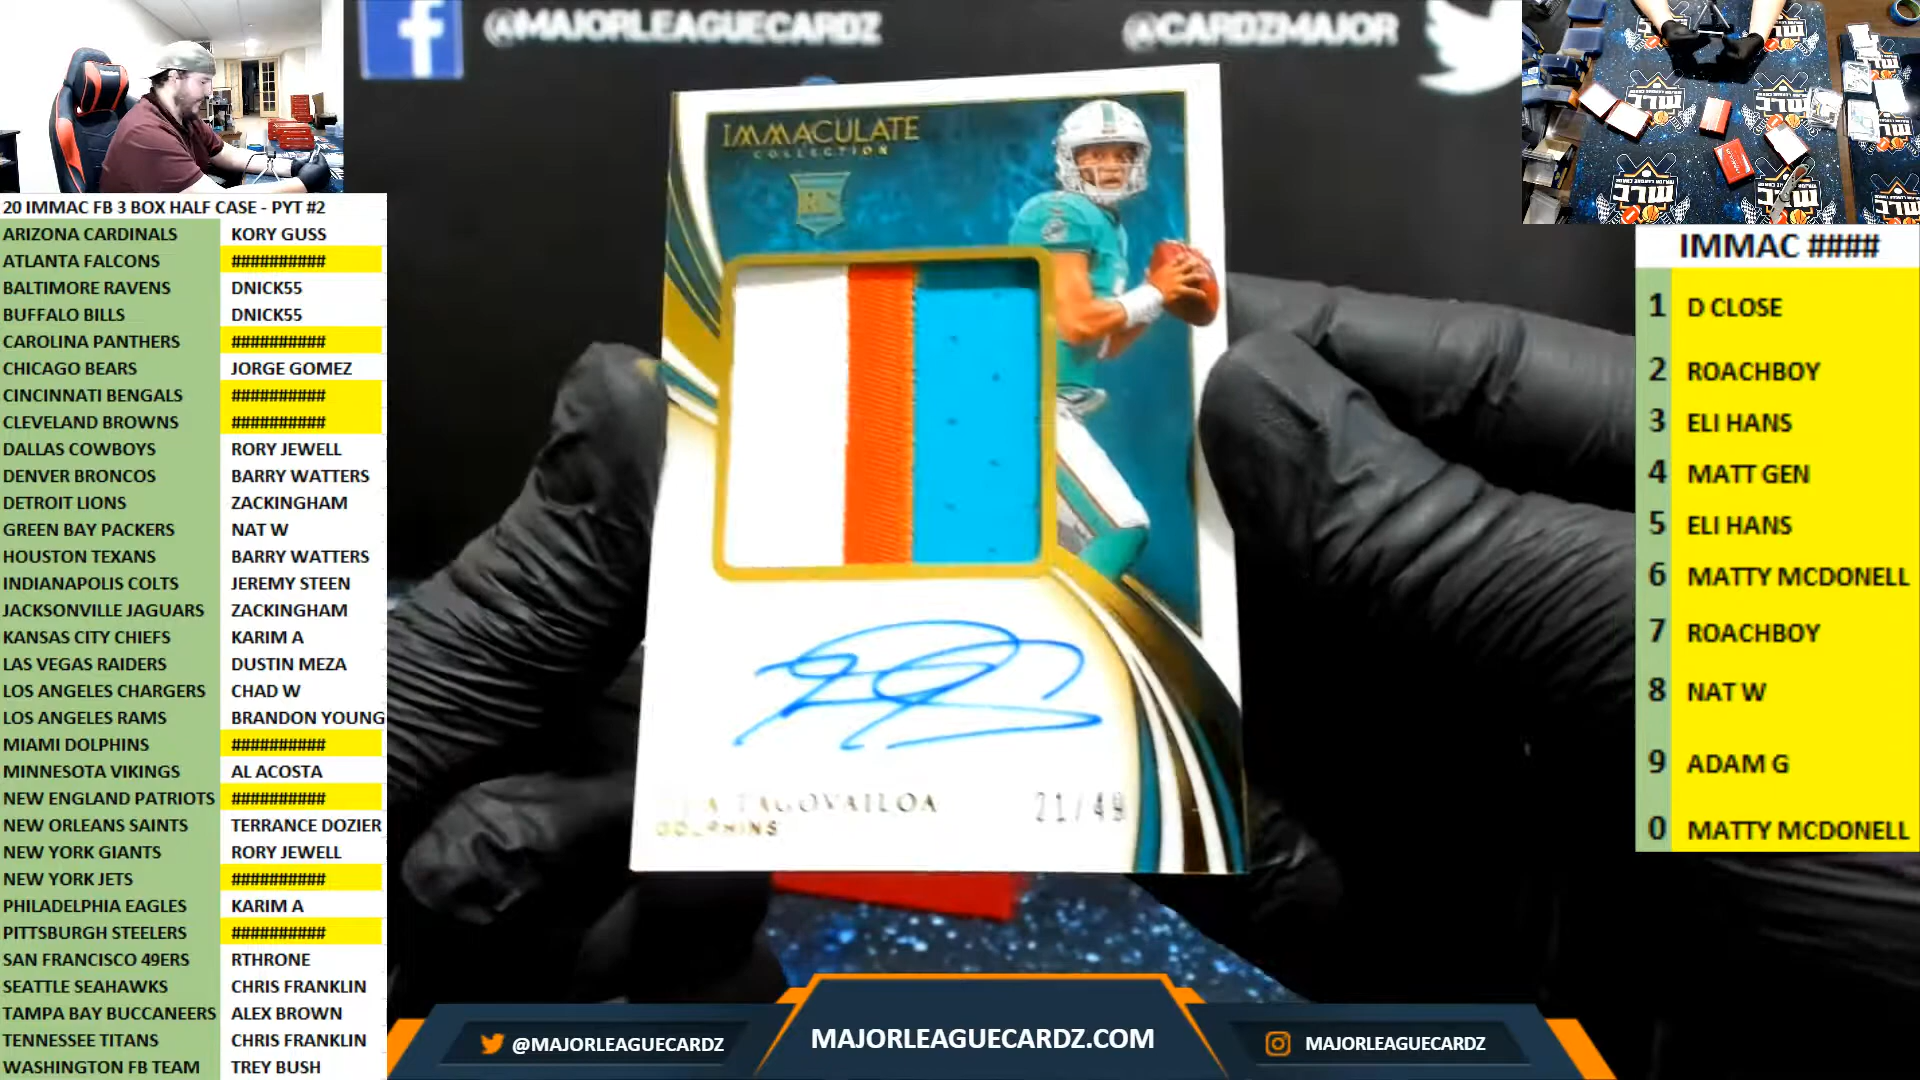 @MAJORLEAGUECARDZ
@CARDZMAJOR
20 IMMAC FB 3 BOX HALF CASE - PYT #2
ARIZONA CARDINALS KORY GUSS
ATLANTA FALCONS ##########
BALTIMORE RAVENS DNICK55
BUFFALO BILLS DNICK55
CAROLINA PANTHERS ##########
CHICAGO BEARS JORGE GOMEZ
CINCINNATI BENGALS ##########
CLEVELAND BROWNS ##########
DALLAS COWBOYS RORY JEWELL
DENVER BRONCOS BARRY WATTERS
DETROIT LIONS ZACKINGHAM
GREEN BAY PACKERS NAT W
HOUSTON TEXANS BARRY WATTERS
INDIANAPOLIS COLTS JEREMY STEEN
JACKSONVILLE JAGUARS ZACKINGHAM
KANSAS CITY CHIEFS KARIM A
LAS VEGAS RAIDERS DUSTIN MEZA
LOS ANGELES CHARGERS CHAD W
LOS ANGELES RAMS BRANDON YOUNG
MIAMI DOLPHINS ##########
MINNESOTA VIKINGS AL ACOSTA
NEW ENGLAND PATRIOTS ##########
NEW ORLEANS SAINTS TERRANCE DOZIER
NEW YORK GIANTS RORY JEWELL
NEW YORK JETS ##########
PHILADELPHIA EAGLES KARIM A
PITTSBURGH STEELERS ##########
SAN FRANCISCO 49ERS RTHRONE
SEATTLE SEAHAWKS CHRIS FRANKLIN
TAMPA BAY BUCCANEERS ALEX BROWN
TENNESSEE TITANS CHRIS FRANKLIN
WASHINGTON FB TEAM TREY BUSH
IMMACULATE
COLLECTION
RC
TAGOVAILOA
DOLPHINS
21/49
IMMAC ####
1 D CLOSE
2 ROACHBOY
3 ELI HANS
4 MATT GEN
5 ELI HANS
6 MATTY MCDONELL
7 ROACHBOY
8 NAT W
9 ADAM G
0 MATTY MCDONELL
@MAJORLEAGUECARDZ
MAJORLEAGUECARDZ.COM
MAJORLEAGUECARDZ